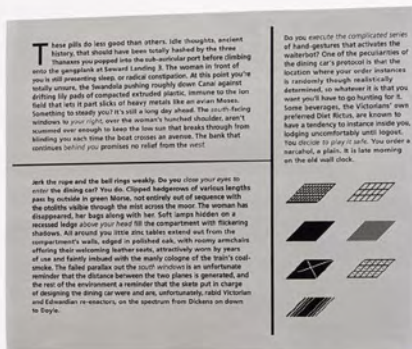 These pills do less good than others. Idle thoughts, ancient
history, that should have been totally hashed by the three
Thanaxes you popped into the sub-auricular port before climbing
onto the gangplank at Seward Landing 3. The woman in front of
you is still presenting sleep, or radical constipation. At this point you're
totally unsure, the Twandula pushing roughly down Canal against
drifting lily pads of compacted extruded plastic, immune to the ion
field that lets it part slicks of heavy metals like an avian Moses.
Something to steady you? It's still a long day ahead. The south-facing
windows to your right, over the woman's hunched shoulder, aren't
scummed over enough to keep the low sun that breaks through from
blinding you each time the boat crosses an avenue. The bank that
continues behind you promises no relief from the west.
Jerk the rope and the bell rings weakly. Do you close your eyes to
enter the dining car? You do. Clipped hedgerows of various lengths
pass by outside in green Morse, not entirely out of sequence with
the otoliths visible through the mist across the moor. The woman has
disappeared, her bags along with her. Soft lamps hidden on a
recessed ledge above your head fill the compartment with flickering
shadows. All around you little zinc tables extend out from the
compartment's walls, edged in polished oak, with roomy armchairs
offering their welcoming leather seats, attractively worn by years
of use and faintly imbued with the manly cologne of the train's coal-
smoke. The failed parallax out the south windows is an unfortunate
reminder that the distance between the two planes is generated, and
the rest of the environment a reminder that the skets put in charge
of designing the dining car were and are, unfortunately, rabid Victorian
and Edwardian re-enactors, on the spectrum from Dickens on down
to Doyle.
Do you execute the complicated series
of hand-gestures that activates the
waiterbot? One of the peculiarities of
the dining car's protocol is that the
location where your order instances
is randomly though realistically
determined, so whatever it is that you
want you'll have to go hunting for it.
Some beverages, the Victorians' own
preferred Diet Rictus, are known to
have a tendency to instance inside you,
lodging uncomfortably until logout.
You decide to play it safe. You order a
narcohol, a plain. It is late morning
on the old wall clock.